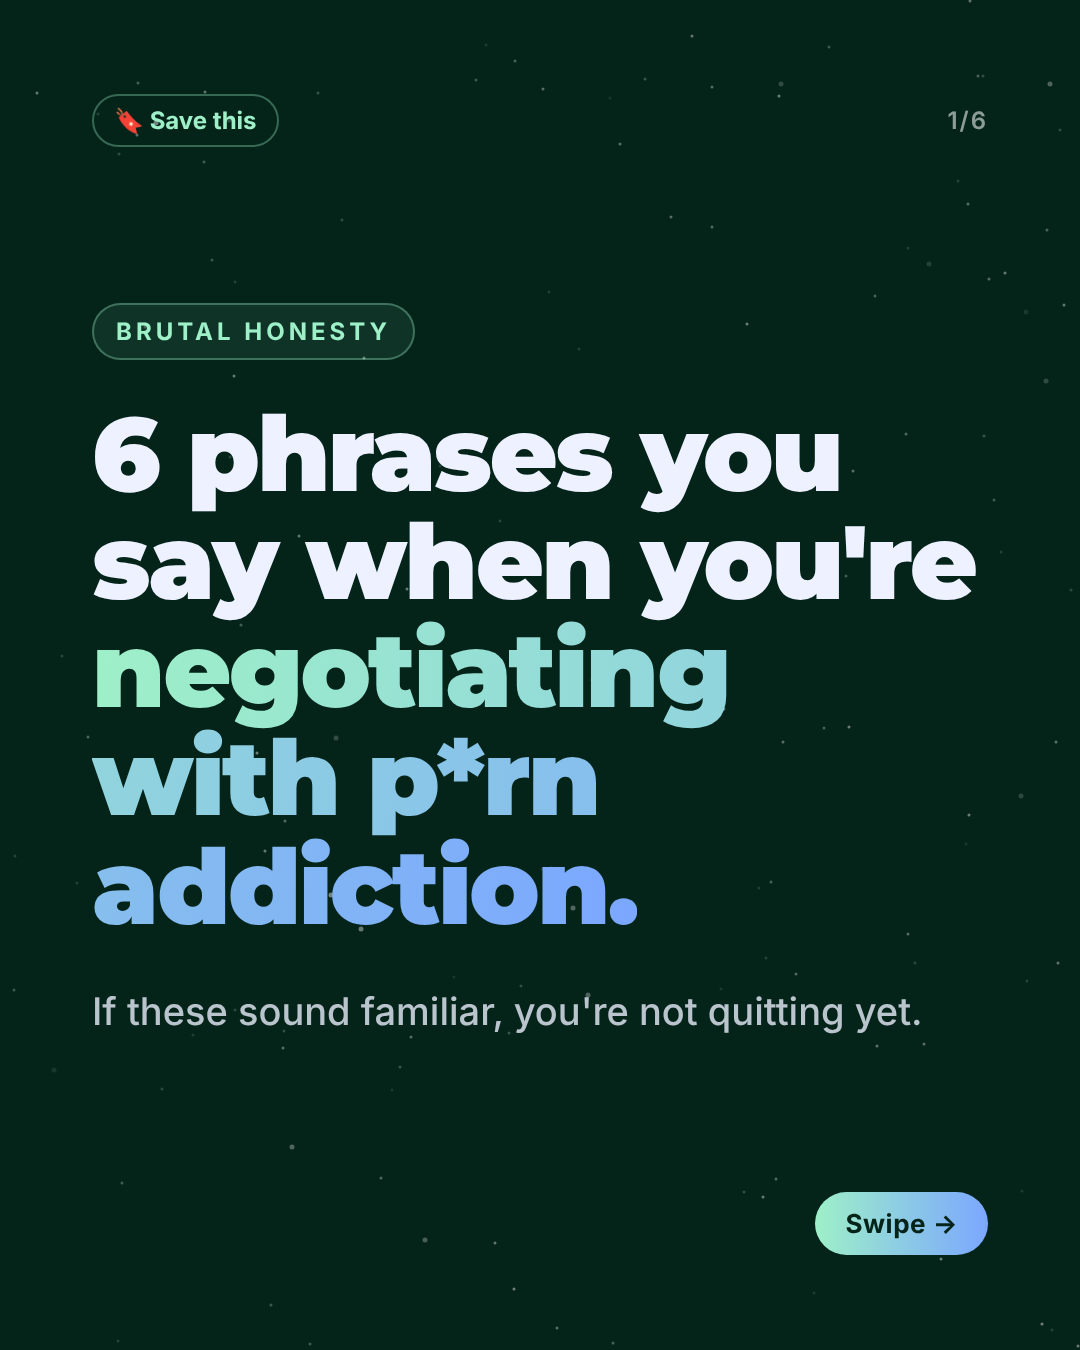 🔖 Save this
1/6
BRUTAL HONESTY
6 phrases you
say when you're
negotiating
with p*rn
addiction.
If these sound familiar, you're not quitting yet.
Swipe →